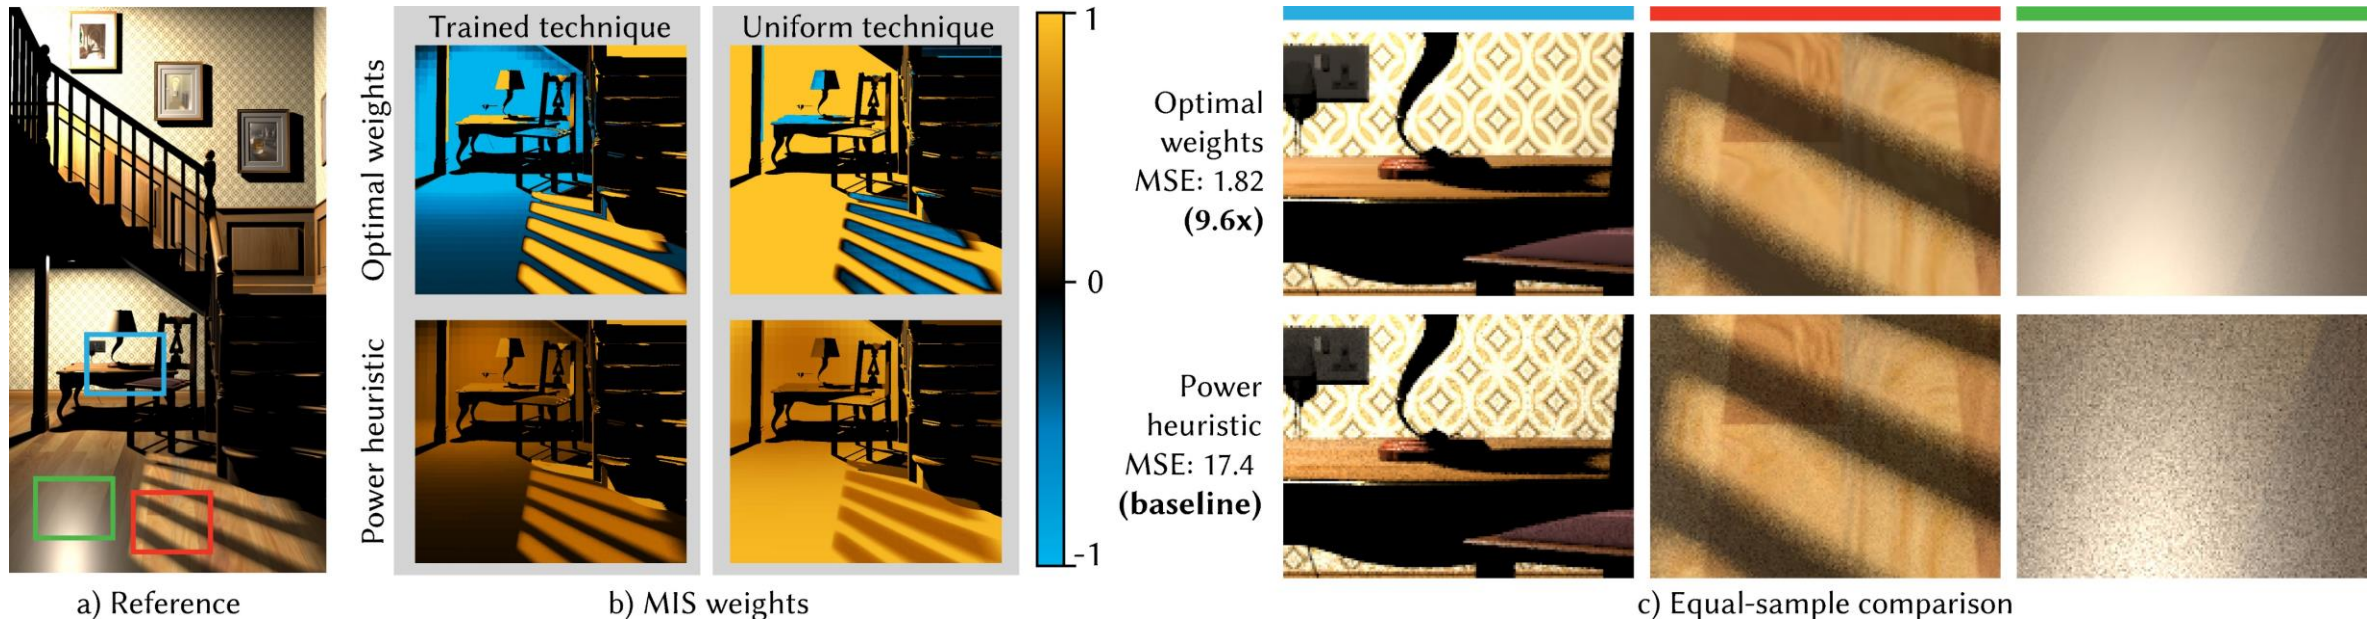 Trained technique
Uniform technique
Optimal weights
Power heuristic
1
0
-1
Optimal
weights
MSE: 1.82
(9.6x)
Power
heuristic
MSE: 17.4
(baseline)
a) Reference
b) MIS weights
c) Equal-sample comparison